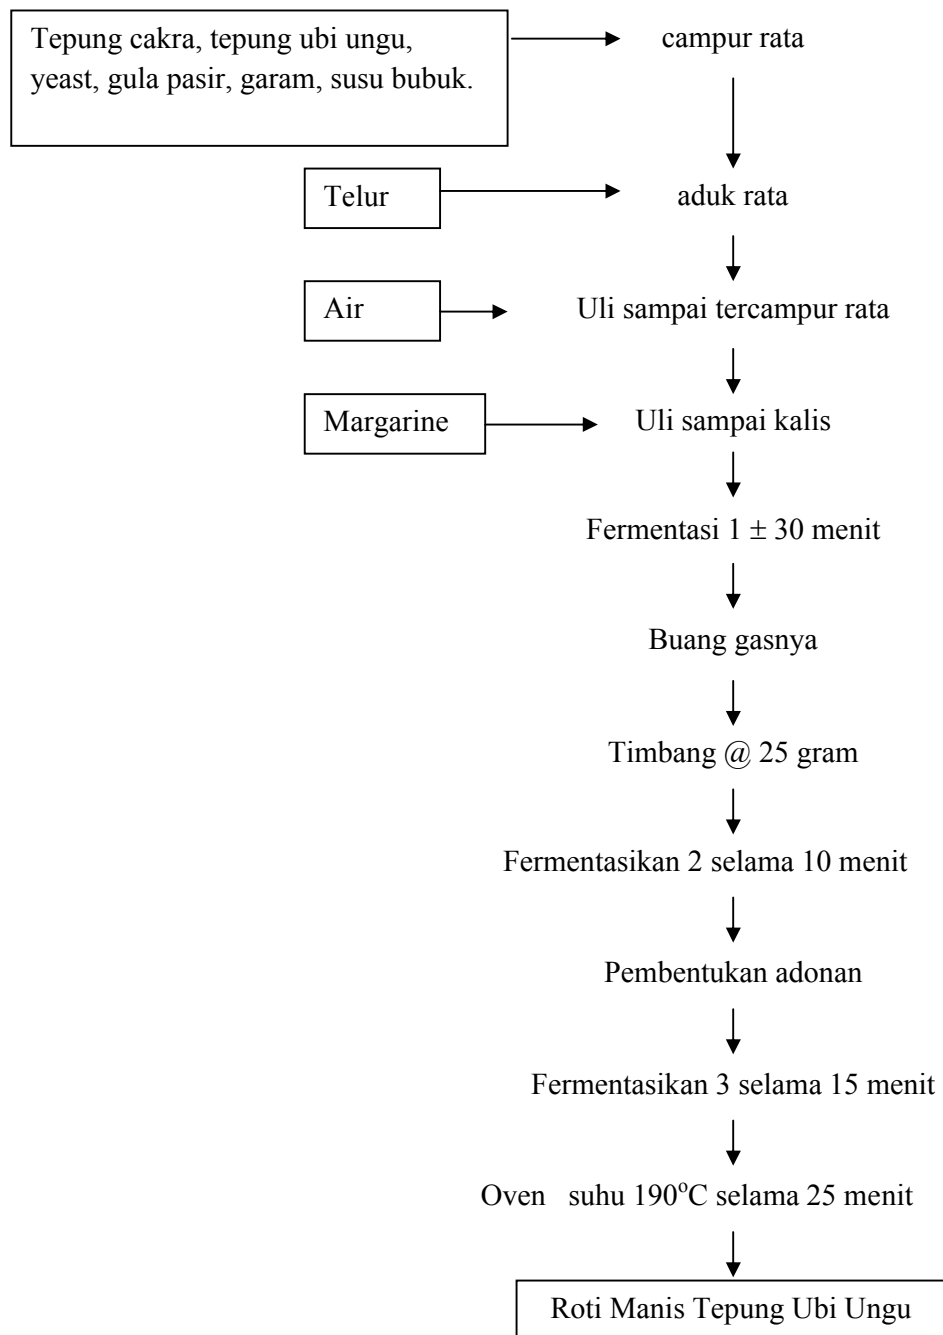 Tepung cakra, tepung ubi ungu,
yeast, gula pasir, garam, susu bubuk.
campur rata
Telur
aduk rata
Air
Uli sampai tercampur rata
Margarine
Uli sampai kalis
Fermentasi 1 ± 30 menit
Buang gasnya
Timbang @ 25 gram
Fermentasikan 2 selama 10 menit
Pembentukan adonan
Fermentasikan 3 selama 15 menit
Oven   suhu 190°C selama 25 menit
Roti Manis Tepung Ubi Ungu